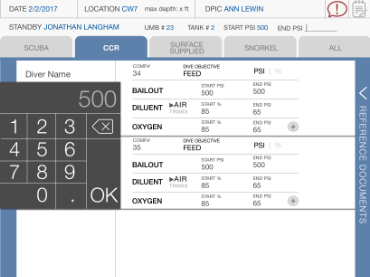 DATE 2/2/2017 LOCATION CW7 max depth: x ft DPIC ANN LEWIN
STANDBY JONATHAN LANGHAM UMB # 23 TANK # 2 START PSI 500 END PSI
SCUBA CCR SURFACE SUPPLIED SNORKEL ALL
Diver Name
COMP# DIVE OBJECTIVE
34 FEED PSI | %
BAILOUT START PSI 500 END PSI 500
DILUENT ▶AIR TRIMIX START % 85 END PSI 65
OXYGEN START % 85 END PSI 65 +
COMP# DIVE OBJECTIVE
35 FEED PSI | %
BAILOUT START PSI 500 END PSI 65
DILUENT ▶AIR TRIMIX START % 85 END PSI 65
OXYGEN START % 85 END PSI 65 +
500
1 2 3
4 5 6
7 8 9
0 . OK
REFERENCE DOCUMENTS